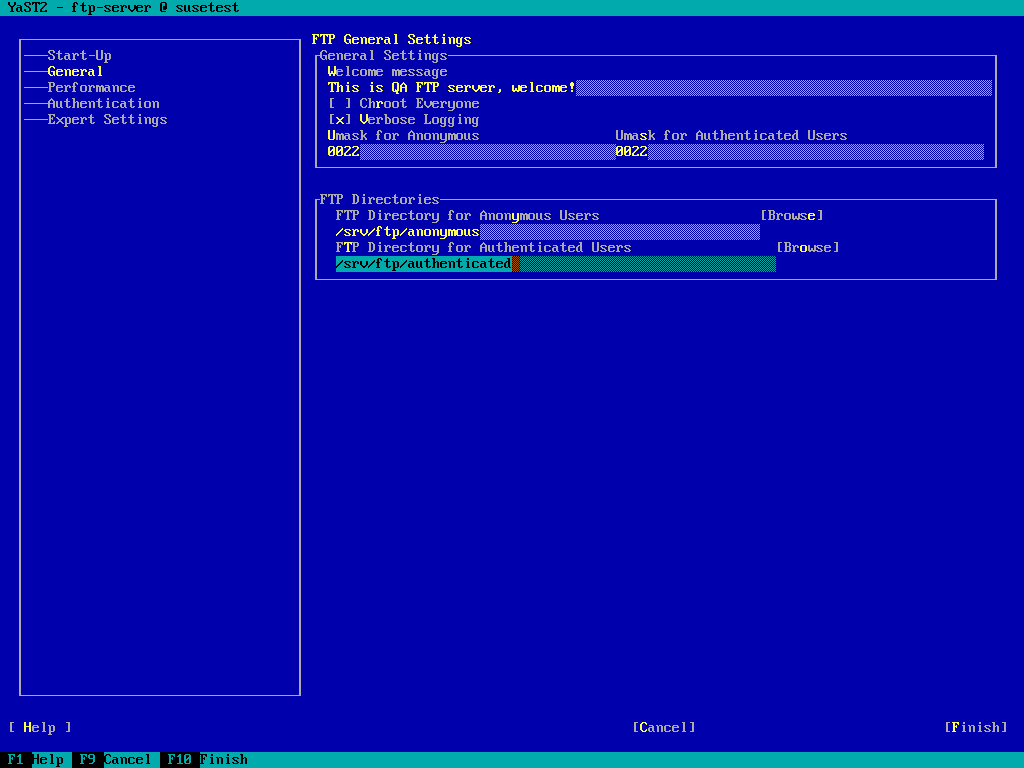 YaST2 - ftp-server @ susetest
Start-Up
General
Performance
Authentication
Expert Settings
FTP General Settings
General Settings
Welcome message
This is QA FTP server, welcome!
[ ] Chroot Everyone
[x] Verbose Logging
Umask for Anonymous Umask for Authenticated Users
0022 0022
FTP Directories
FTP Directory for Anonymous Users [Browse]
/srv/ftp/anonymous
FTP Directory for Authenticated Users [Browse]
/srv/ftp/authenticated
[ Help ] [Cancel] [Finish]
F1 Help F9 Cancel F10 Finish